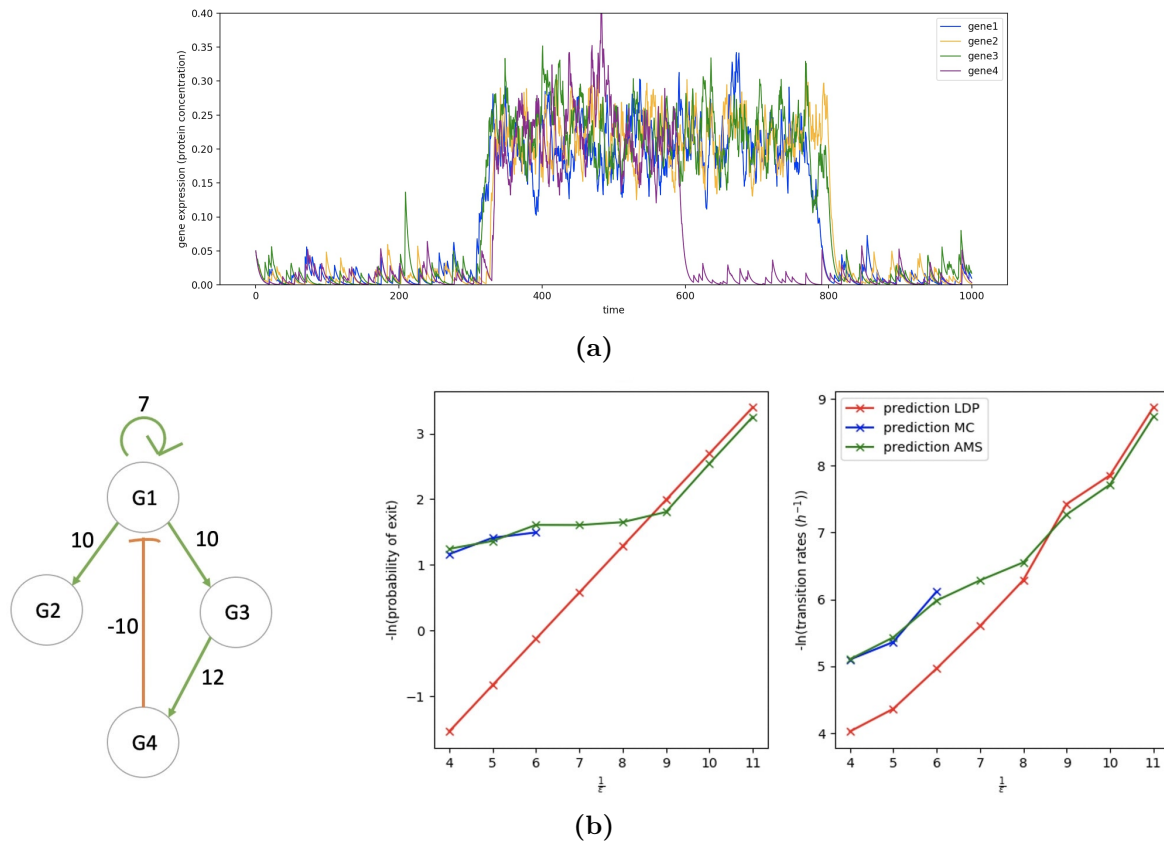 gene expression (protein concentration)
0.40
0.35
0.30
0.25
0.20
0.15
0.10
0.05
0.00
gene1
gene2
gene3
gene4
0
200
400
600
800
1000
time
(a)
7
G1
10
10
G2
-10
G3
12
G4
-ln(probability of exit)
3
2
1
0
−1
4
5
6
7
8
9
10
11
1/ε
-ln(transition rates (h⁻¹))
9
8
7
6
5
4
prediction LDP
prediction MC
prediction AMS
4
5
6
7
8
9
10
11
1/ε
(b)